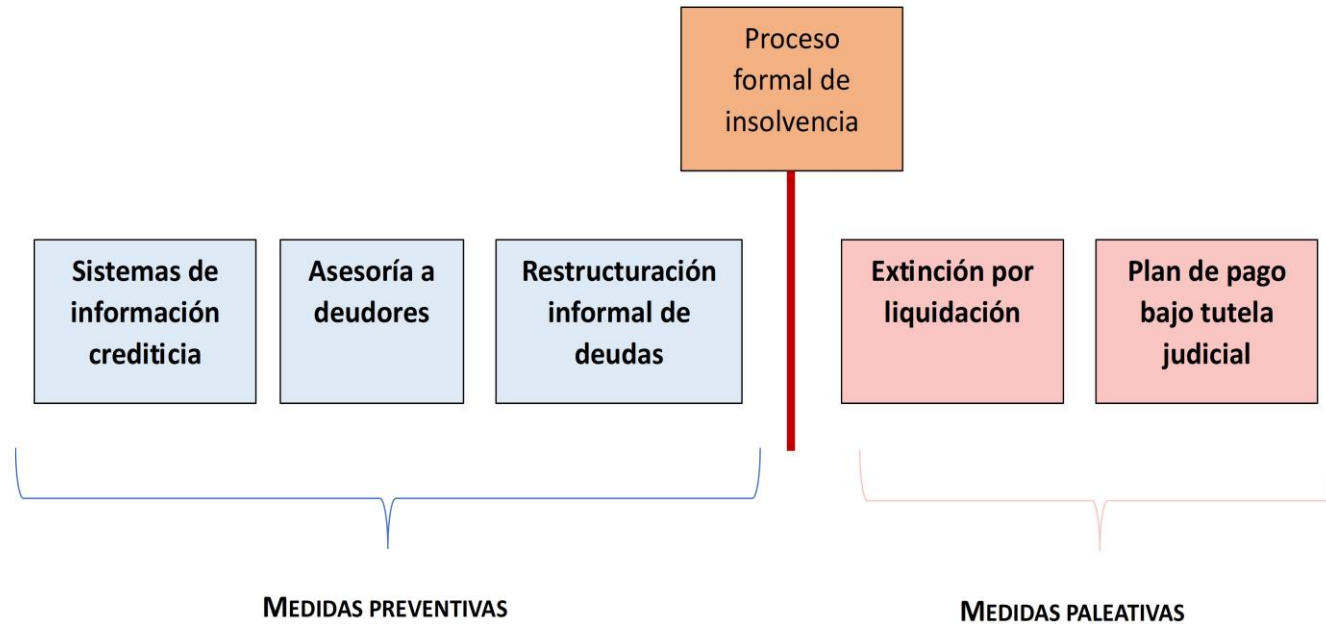 Proceso
formal de
insolvencia
Sistemas de
información
crediticia
Asesoría a
deudores
Restructuración
informal de
deudas
Extinción por
liquidación
Plan de pago
bajo tutela
judicial
MEDIDAS PREVENTIVAS
MEDIDAS PALEATIVAS